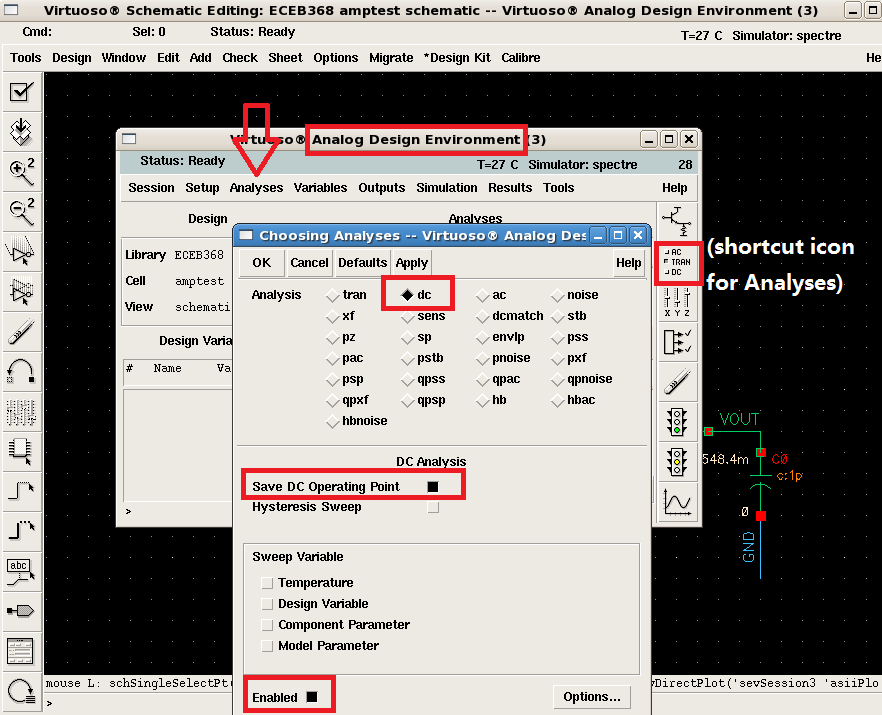 Virtuoso® Schematic Editing: ECEB368 amptest schematic -- Virtuoso® Analog Design Environment (3)
Cmd: Sel: 0 Status: Ready T=27 C Simulator: spectre
Tools Design Window Edit Add Check Sheet Options Migrate *Design Kit Calibre He
2
2
Virtuoso® Analog Design Environment (3)
Status: Ready T=27 C Simulator: spectre 28
Session Setup Analyses Variables Outputs Simulation Results Tools Help
Design Analyses
Library ECEB368
Cell amptest
View schemati
Design Varia
# Name Va
>
Choosing Analyses -- Virtuoso® Analog Des
OK Cancel Defaults Apply Help
Analysis tran dc ac noise
xf sens dcmatch stb
pz sp envlp pss
pac pstb pnoise pxf
psp qpss qpac qpnoise
qpxf qpsp hb hbac
hbnoise
DC Analysis
Save DC Operating Point
Hysteresis Sweep
Sweep Variable
Temperature
Design Variable
Component Parameter
Model Parameter
Enabled Options...
AC
TRAN
DC
X Y Z
(shortcut icon
for Analyses)
VOUT
548.4m C0
c:1p
0
GND
abc
mouse L: schSingleSelectPt( vDirectPlot('sevSession3 'asiiPlo
>